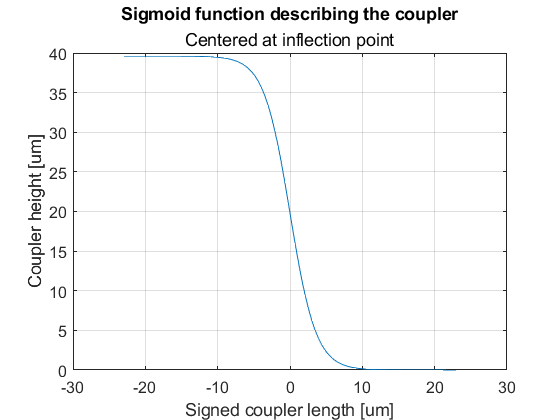 Sigmoid function describing the coupler
Centered at inflection point
40
35
30
25
20
15
10
5
0
Coupler height [um]
-30 -20 -10 0 10 20 30
Signed coupler length [um]